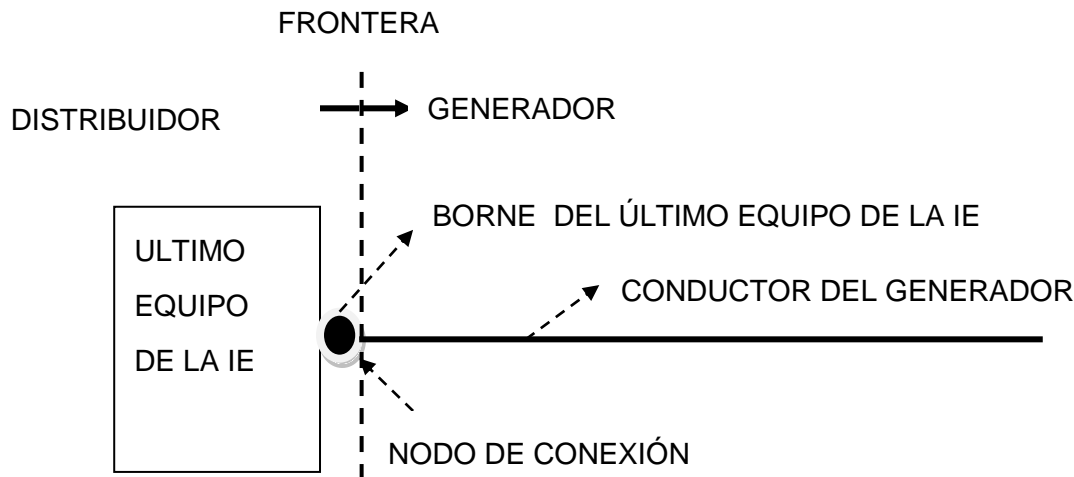 FRONTERA
DISTRIBUIDOR
GENERADOR
BORNE DEL ÚLTIMO EQUIPO DE LA IE
ULTIMO
EQUIPO
DE LA IE
CONDUCTOR DEL GENERADOR
NODO DE CONEXIÓN